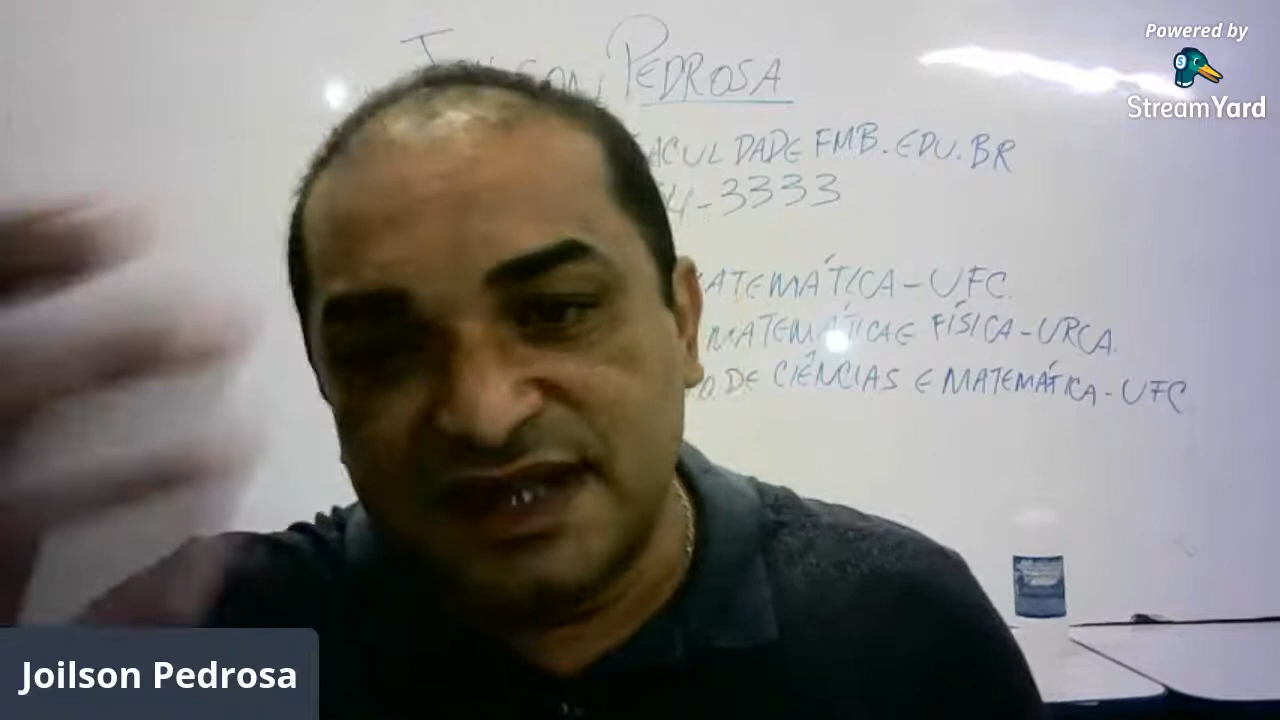 Powered by
StreamYard
PEDROSA
ACULDADEFMB.EDU.BR
4-3333
ATEMÁTICA-UFC.
MATEMÁTICA E FÍSICA-URCA.
O. DE CIÊNCIAS E MATEMÁTICA-UFC
Joilson Pedrosa